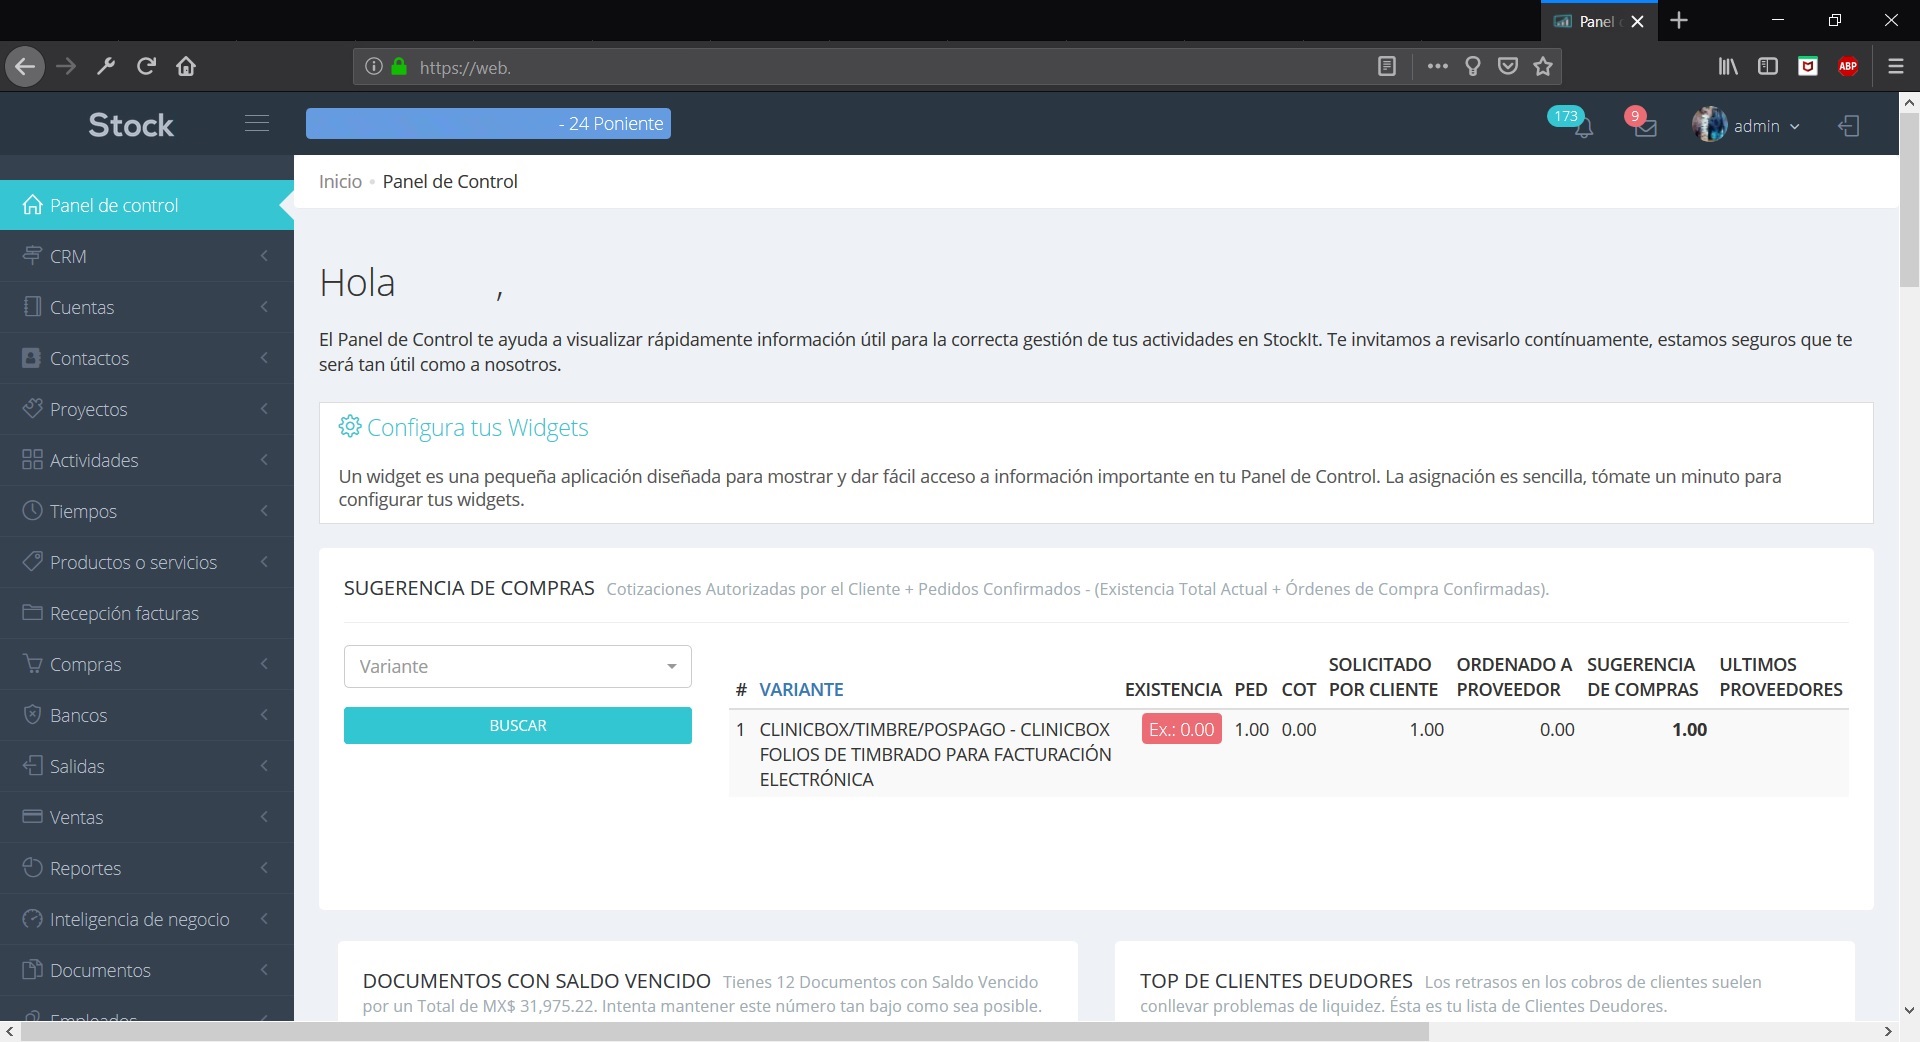 Panel
https://web.
ABP
Stock
- 24 Poniente
173
9
admin
Inicio • Panel de Control
Panel de control
CRM
Cuentas
Contactos
Proyectos
Actividades
Tiempos
Productos o servicios
Recepción facturas
Compras
Bancos
Salidas
Ventas
Reportes
Inteligencia de negocio
Documentos
Empleados
Hola ,
El Panel de Control te ayuda a visualizar rápidamente información útil para la correcta gestión de tus actividades en StockIt. Te invitamos a revisarlo contínuamente, estamos seguros que te
será tan útil como a nosotros.
Configura tus Widgets
Un widget es una pequeña aplicación diseñada para mostrar y dar fácil acceso a información importante en tu Panel de Control. La asignación es sencilla, tómate un minuto para
configurar tus widgets.
SUGERENCIA DE COMPRAS Cotizaciones Autorizadas por el Cliente + Pedidos Confirmados - (Existencia Total Actual + Órdenes de Compra Confirmadas).
Variante
BUSCAR
# VARIANTE EXISTENCIA PED COT SOLICITADO POR CLIENTE ORDENADO A PROVEEDOR SUGERENCIA DE COMPRAS ULTIMOS PROVEEDORES
1 CLINICBOX/TIMBRE/POSPAGO - CLINICBOX Ex.: 0.00 1.00 0.00 1.00 0.00 1.00
FOLIOS DE TIMBRADO PARA FACTURACIÓN
ELECTRÓNICA
DOCUMENTOS CON SALDO VENCIDO Tienes 12 Documentos con Saldo Vencido
por un Total de MX$ 31,975.22. Intenta mantener este número tan bajo como sea posible.
TOP DE CLIENTES DEUDORES Los retrasos en los cobros de clientes suelen
conllevar problemas de liquidez. Ésta es tu lista de Clientes Deudores.